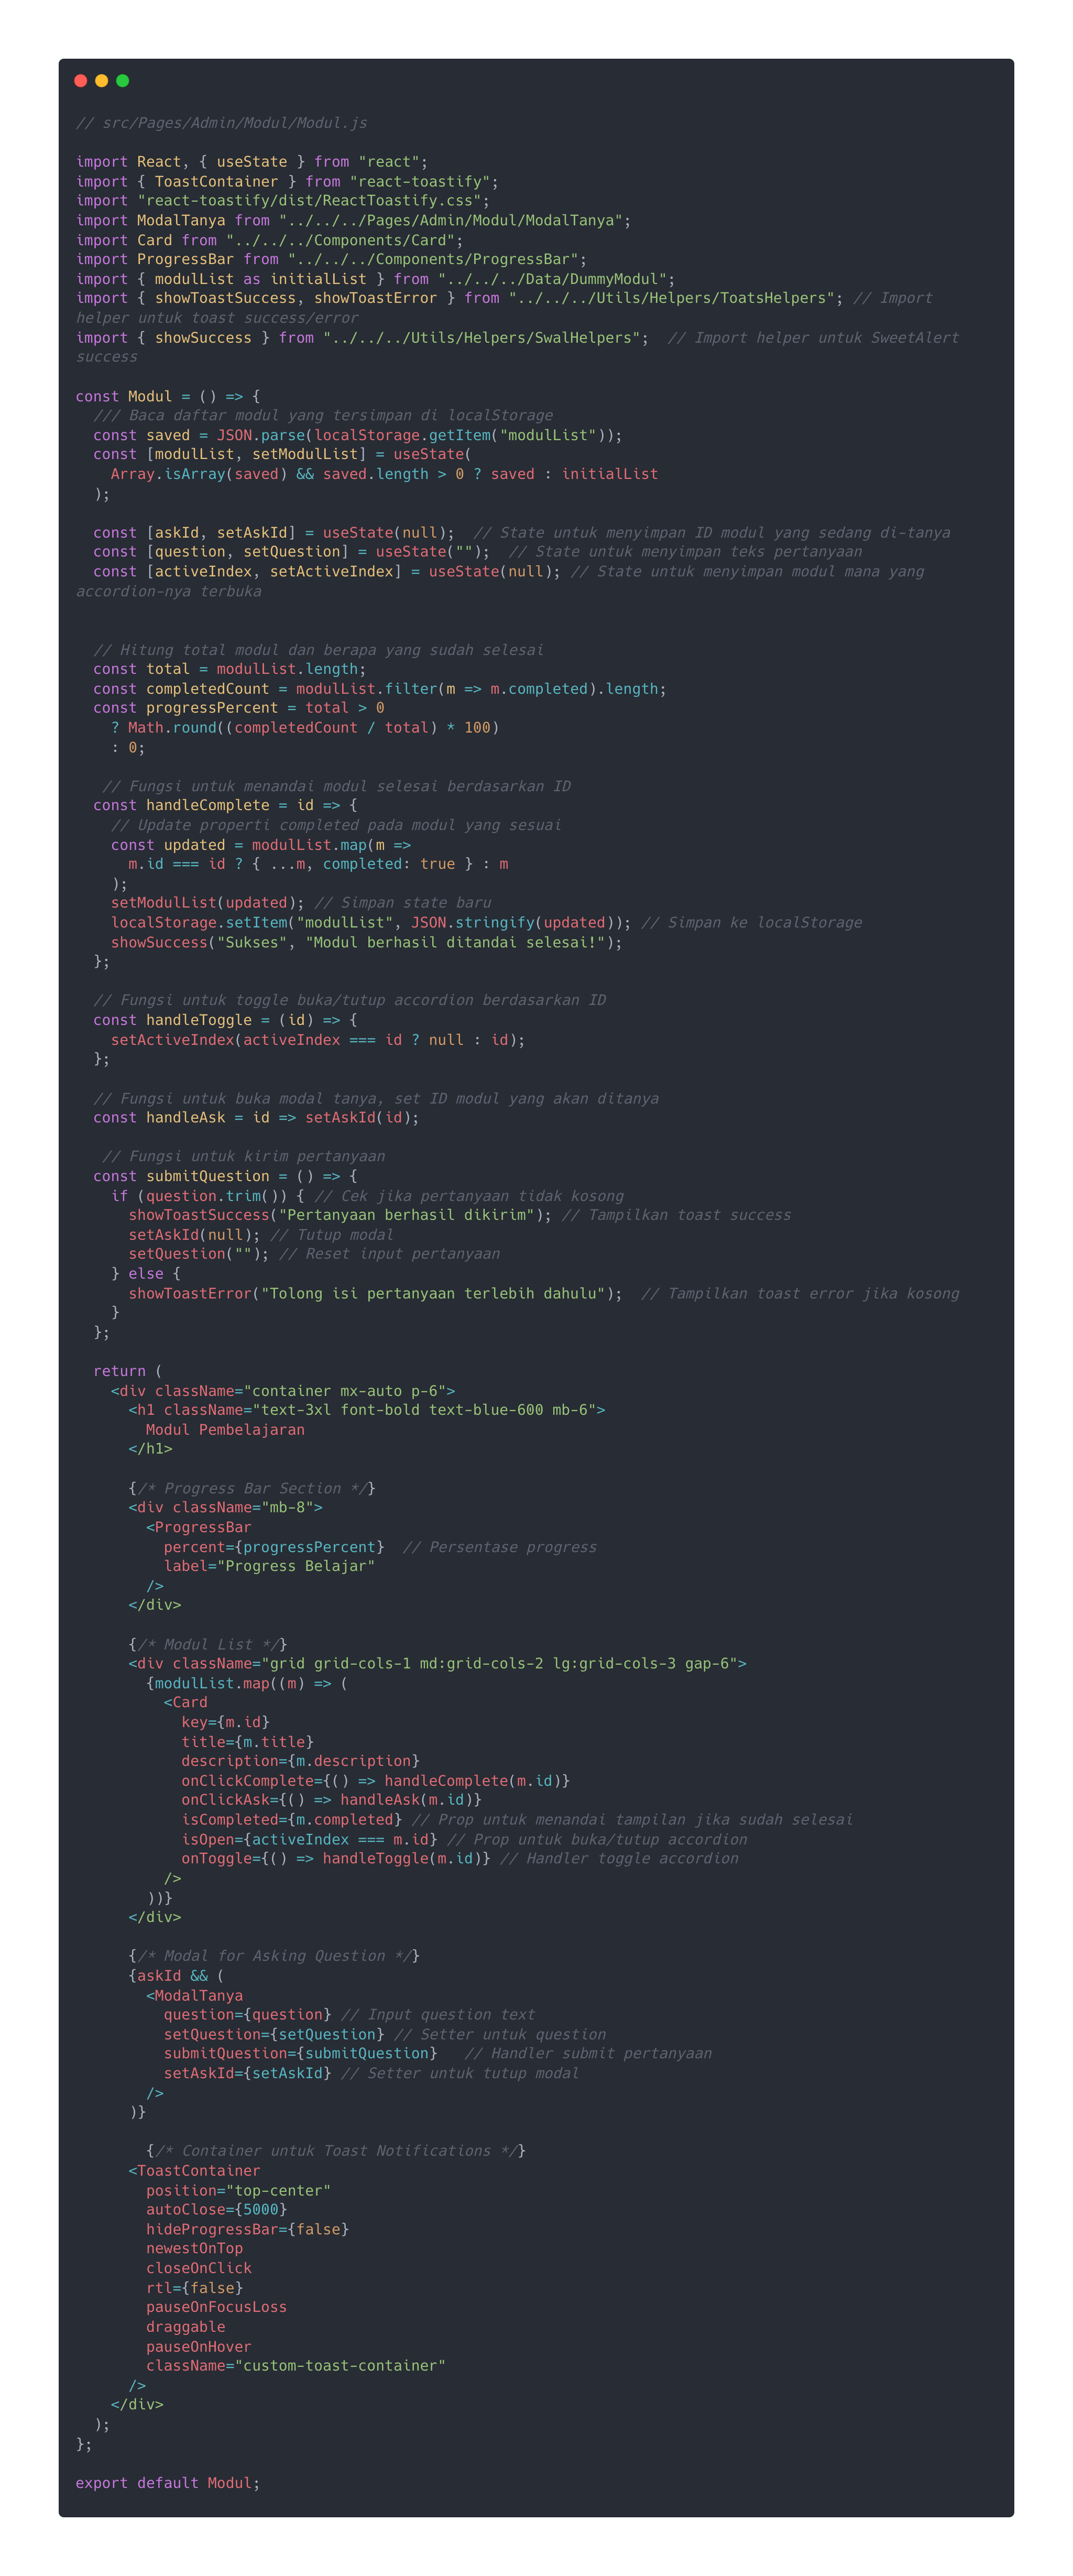 // src/Pages/Admin/Modul/Modul.js

import React, { useState } from "react";
import { ToastContainer } from "react-toastify";
import "react-toastify/dist/ReactToastify.css";
import ModalTanya from "../../../Pages/Admin/Modul/ModalTanya";
import Card from "../../../Components/Card";
import ProgressBar from "../../../Components/ProgressBar";
import { modulList as initialList } from "../../../Data/DummyModul";
import { showToastSuccess, showToastError } from "../../../Utils/Helpers/ToatsHelpers"; // Import
helper untuk toast success/error
import { showSuccess } from "../../../Utils/Helpers/SwalHelpers";  // Import helper untuk SweetAlert
success

const Modul = () => {
  /// Baca daftar modul yang tersimpan di localStorage
  const saved = JSON.parse(localStorage.getItem("modulList"));
  const [modulList, setModulList] = useState(
    Array.isArray(saved) && saved.length > 0 ? saved : initialList
  );

  const [askId, setAskId] = useState(null);  // State untuk menyimpan ID modul yang sedang di-tanya
  const [question, setQuestion] = useState("");  // State untuk menyimpan teks pertanyaan
  const [activeIndex, setActiveIndex] = useState(null); // State untuk menyimpan modul mana yang
accordion-nya terbuka


  // Hitung total modul dan berapa yang sudah selesai
  const total = modulList.length;
  const completedCount = modulList.filter(m => m.completed).length;
  const progressPercent = total > 0
    ? Math.round((completedCount / total) * 100)
    : 0;

   // Fungsi untuk menandai modul selesai berdasarkan ID
  const handleComplete = id => {
    // Update properti completed pada modul yang sesuai
    const updated = modulList.map(m =>
      m.id === id ? { ...m, completed: true } : m
    );
    setModulList(updated); // Simpan state baru
    localStorage.setItem("modulList", JSON.stringify(updated)); // Simpan ke localStorage
    showSuccess("Sukses", "Modul berhasil ditandai selesai!");
  };

  // Fungsi untuk toggle buka/tutup accordion berdasarkan ID
  const handleToggle = (id) => {
    setActiveIndex(activeIndex === id ? null : id);
  };

  // Fungsi untuk buka modal tanya, set ID modul yang akan ditanya
  const handleAsk = id => setAskId(id);

   // Fungsi untuk kirim pertanyaan
  const submitQuestion = () => {
    if (question.trim()) { // Cek jika pertanyaan tidak kosong
      showToastSuccess("Pertanyaan berhasil dikirim"); // Tampilkan toast success
      setAskId(null); // Tutup modal
      setQuestion(""); // Reset input pertanyaan
    } else {
      showToastError("Tolong isi pertanyaan terlebih dahulu");  // Tampilkan toast error jika kosong
    }
  };

  return (
    <div className="container mx-auto p-6">
      <h1 className="text-3xl font-bold text-blue-600 mb-6">
        Modul Pembelajaran
      </h1>

      {/* Progress Bar Section */}
      <div className="mb-8">
        <ProgressBar
          percent={progressPercent}  // Persentase progress
          label="Progress Belajar"
        />
      </div>

      {/* Modul List */}
      <div className="grid grid-cols-1 md:grid-cols-2 lg:grid-cols-3 gap-6">
        {modulList.map((m) => (
          <Card
            key={m.id}
            title={m.title}
            description={m.description}
            onClickComplete={() => handleComplete(m.id)}
            onClickAsk={() => handleAsk(m.id)}
            isCompleted={m.completed} // Prop untuk menandai tampilan jika sudah selesai
            isOpen={activeIndex === m.id} // Prop untuk buka/tutup accordion
            onToggle={() => handleToggle(m.id)} // Handler toggle accordion
          />
        ))}
      </div>

      {/* Modal for Asking Question */}
      {askId && (
        <ModalTanya
          question={question} // Input question text
          setQuestion={setQuestion} // Setter untuk question
          submitQuestion={submitQuestion}   // Handler submit pertanyaan
          setAskId={setAskId} // Setter untuk tutup modal
        />
      )}

        {/* Container untuk Toast Notifications */}
      <ToastContainer
        position="top-center"
        autoClose={5000}
        hideProgressBar={false}
        newestOnTop
        closeOnClick
        rtl={false}
        pauseOnFocusLoss
        draggable
        pauseOnHover
        className="custom-toast-container"
      />
    </div>
  );
};

export default Modul;